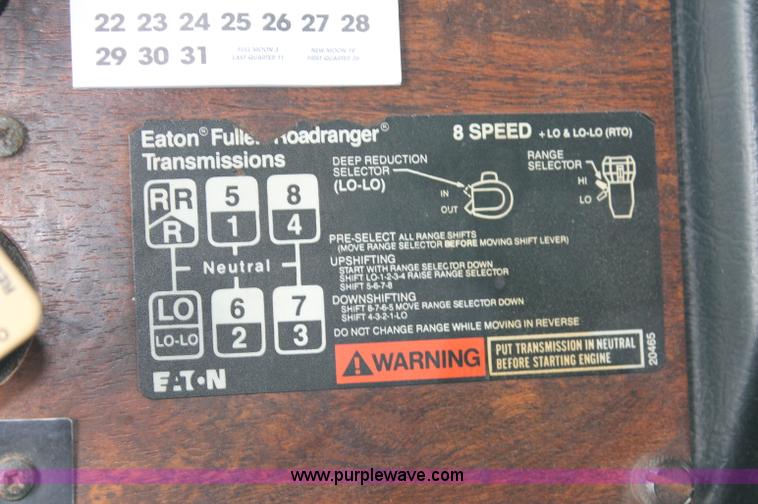 22 23 24 25 26 27 28
29 30 31
FULL MOON 3
LAST QUARTER 11
NEW MOON 18
FIRST QUARTER 26
Eaton® Fuller Roadranger®
Transmissions
8 SPEED + LO & LO-LO (RTO)
DEEP REDUCTION
SELECTOR
(LO-LO)
IN
OUT
RANGE
SELECTOR
HI
LO
R R 5 8
R 1 4
Neutral
LO 6 7
LO-LO 2 3
PRE-SELECT ALL RANGE SHIFTS
(MOVE RANGE SELECTOR BEFORE MOVING SHIFT LEVER)
UPSHIFTING
START WITH RANGE SELECTOR DOWN
SHIFT LO-1-2-3-4 RAISE RANGE SELECTOR
SHIFT 5-6-7-8
DOWNSHIFTING
SHIFT 8-7-6-5 MOVE RANGE SELECTOR DOWN
SHIFT 4-3-2-1-LO
DO NOT CHANGE RANGE WHILE MOVING IN REVERSE
WARNING
PUT TRANSMISSION IN NEUTRAL
BEFORE STARTING ENGINE
20465
EATON
www.purplewave.com